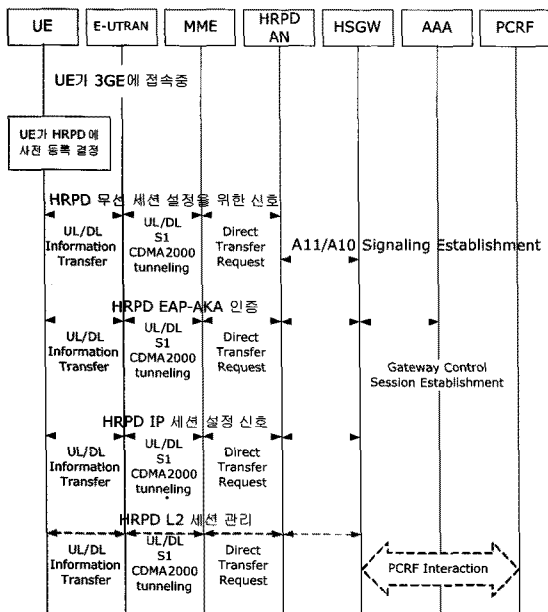 UE
E-UTRAN
MME
HRPD
AN
HSGW
AAA
PCRF
UE가 3GE에 접속중
UE가 HRPD에
사전 등록 결정
HRPD 무선 세션 설정을 위한 신호
UL/DL
Information
Transfer
UL/DL
S1
CDMA2000
tunneling
Direct
Transfer
Request
A11/A10 Signaling Establishment
HRPD EAP-AKA 인증
UL/DL
Information
Transfer
UL/DL
S1
CDMA2000
tunneling
Direct
Transfer
Request
Gateway Control
Session Establishment
HRPD IP 세션 설정 신호
UL/DL
Information
Transfer
UL/DL
S1
CDMA2000
tunneling
Direct
Transfer
Request
HRPD L2 세션 관리
UL/DL
Information
Transfer
UL/DL
S1
CDMA2000
tunneling
Direct
Transfer
Request
PCRF Interaction